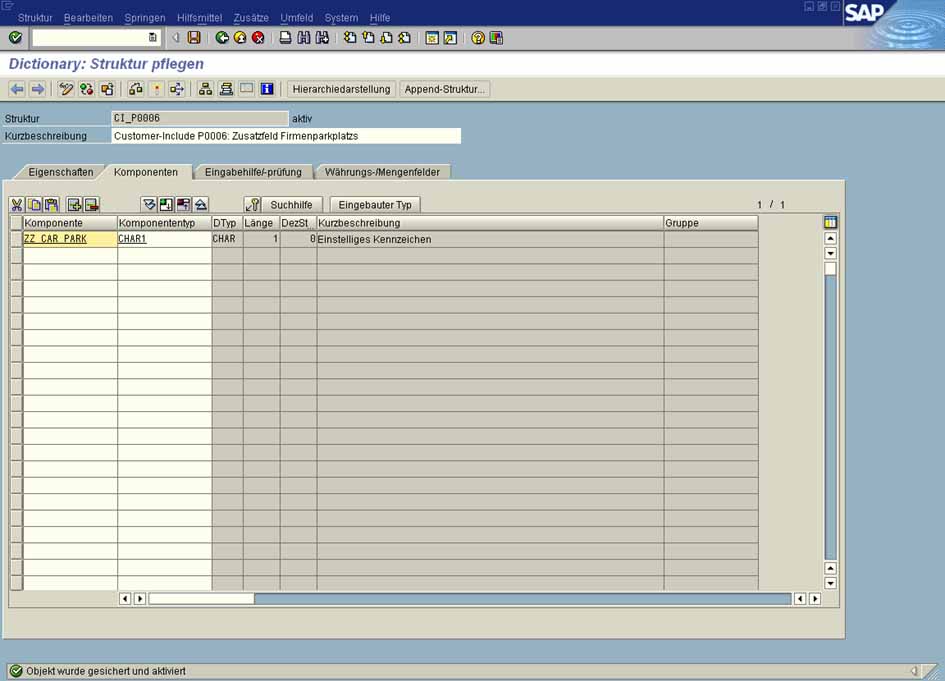 Struktur Bearbeiten Springen Hilfsmittel Zusätze Umfeld System Hilfe
SAP
Dictionary: Struktur pflegen
Hierarchiedarstellung Append-Struktur...
Struktur CI_P0006 aktiv
Kurzbeschreibung Customer-Include P0006: Zusatzfeld Firmenparkplatzs
Eigenschaften Komponenten Eingabehilfe/-prüfung Währungs-/Mengenfelder
Suchhilfe Eingebauter Typ 1 / 1
Komponente Komponententyp DTyp Länge DezSt... Kurzbeschreibung Gruppe
ZZ_CAR_PARK CHAR1 CHAR 1 0 Einstelliges Kennzeichen
Objekt wurde gesichert und aktiviert